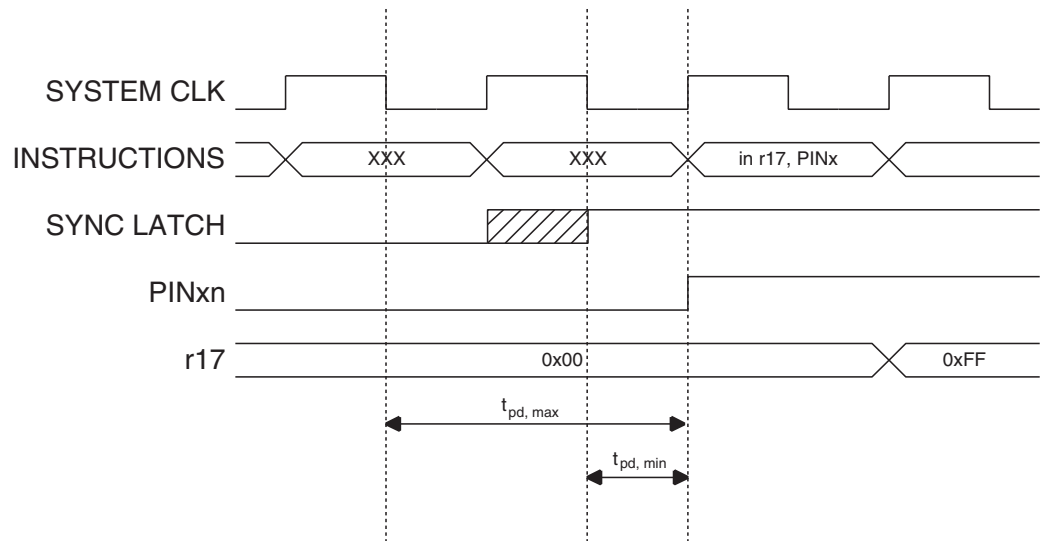 SYSTEM CLK
INSTRUCTIONS XXX XXX in r17, PINx
SYNC LATCH
PINxn
r17 0x00 0xFF
tpd, max
tpd, min